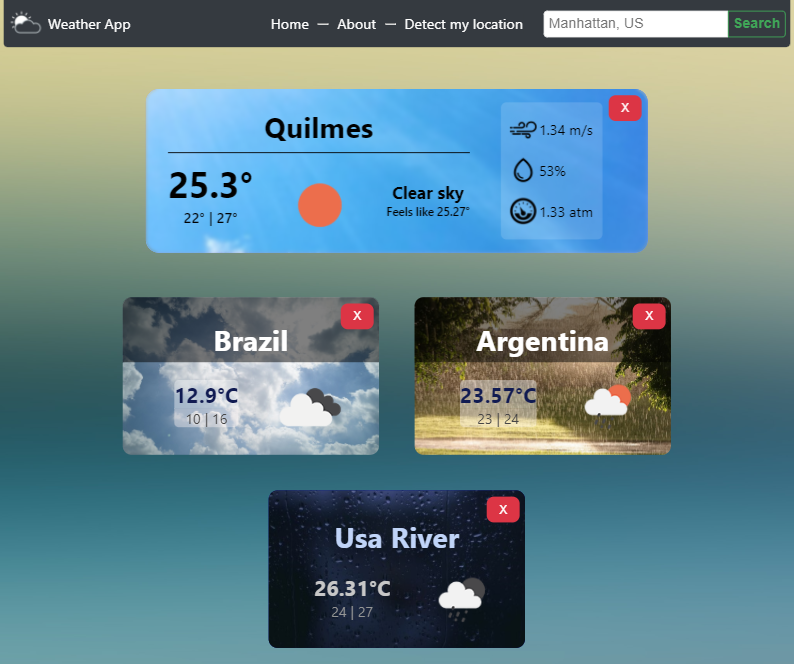 Weather App
Home — About — Detect my location
Manhattan, US
Search
X
Quilmes
25.3°
22° | 27°
Clear sky
Feels like 25.27°
1.34 m/s
53%
1.33 atm
X
Brazil
12.9°C
10 | 16
X
Argentina
23.57°C
23 | 24
X
Usa River
26.31°C
24 | 27